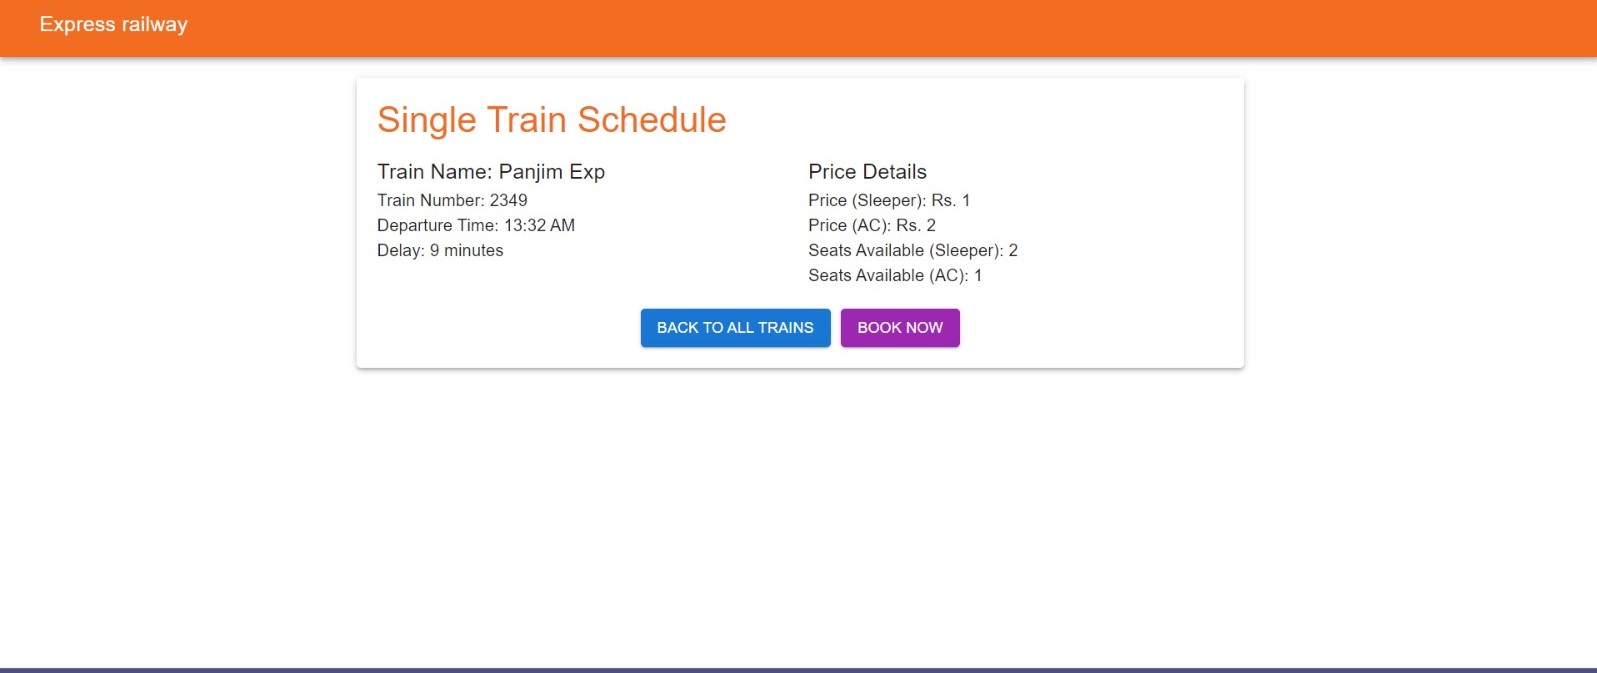 Express railway
Single Train Schedule
Train Name: Panjim Exp
Train Number: 2349
Departure Time: 13:32 AM
Delay: 9 minutes
Price Details
Price (Sleeper): Rs. 1
Price (AC): Rs. 2
Seats Available (Sleeper): 2
Seats Available (AC): 1
BACK TO ALL TRAINS
BOOK NOW